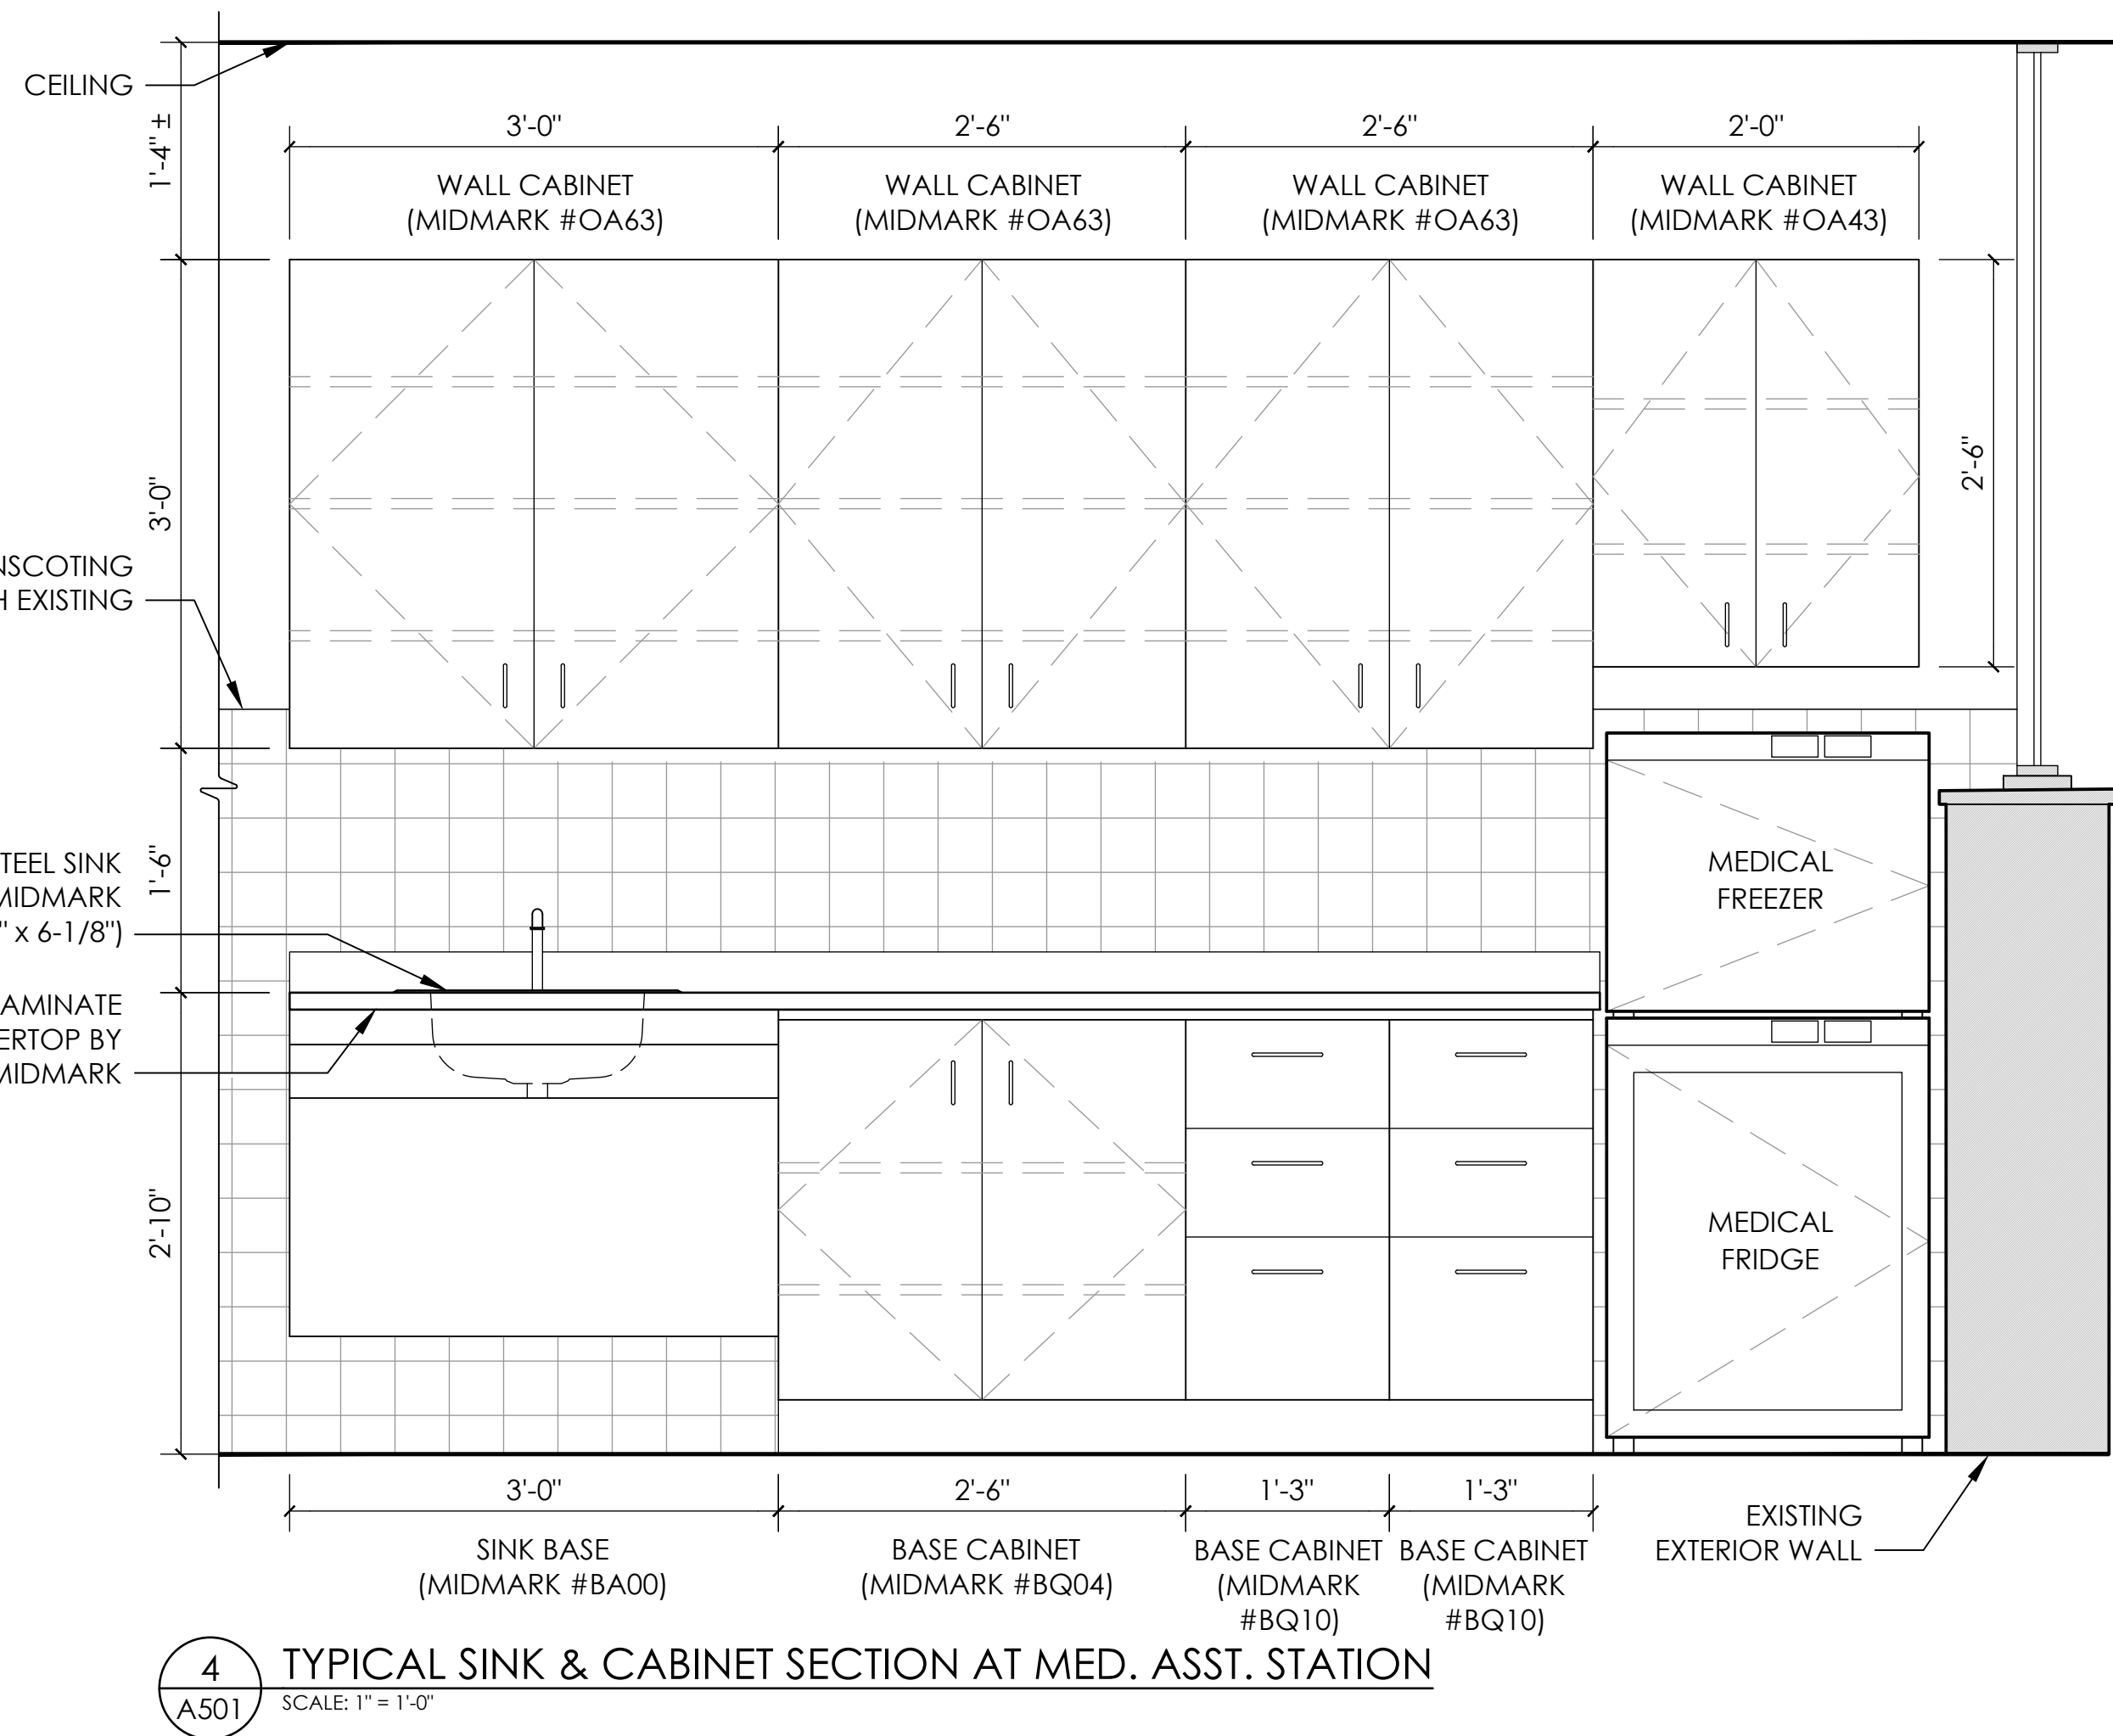 CEILING
1'-4" ±
3'-0"
2'-6"
2'-6"
2'-0"
WALL CABINET
(MIDMARK #OA63)
WALL CABINET
(MIDMARK #OA63)
WALL CABINET
(MIDMARK #OA63)
WALL CABINET
(MIDMARK #OA43)
3'-0"
2'-6"
NSCOTING
H EXISTING
1'-6"
TEEL SINK
MIDMARK
" x 6-1/8")
AMINATE
ERTOP BY
MIDMARK
2'-10"
MEDICAL
FREEZER
MEDICAL
FRIDGE
3'-0"
2'-6"
1'-3"
1'-3"
SINK BASE
(MIDMARK #BA00)
BASE CABINET
(MIDMARK #BQ04)
BASE CABINET
(MIDMARK
#BQ10)
BASE CABINET
(MIDMARK
#BQ10)
EXISTING
EXTERIOR WALL
4
A501
TYPICAL SINK & CABINET SECTION AT MED. ASST. STATION
SCALE: 1" = 1'-0"